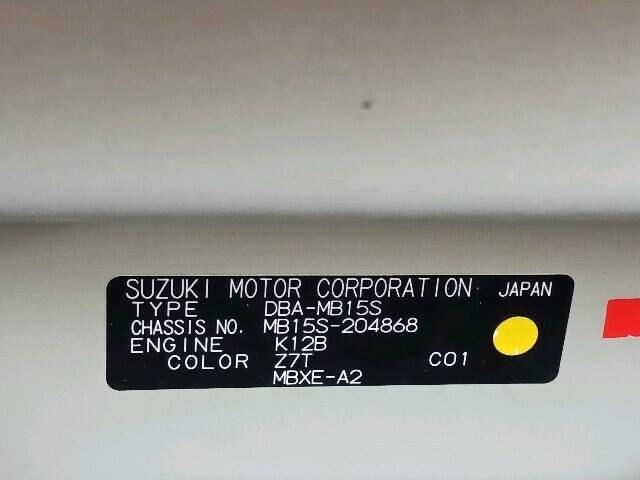 SUZUKI MOTOR CORPORATION JAPAN
TYPE DBA-MB15S
CHASSIS NO. MB15S-204868
ENGINE K12B
COLOR Z7T C01
MBXE-A2